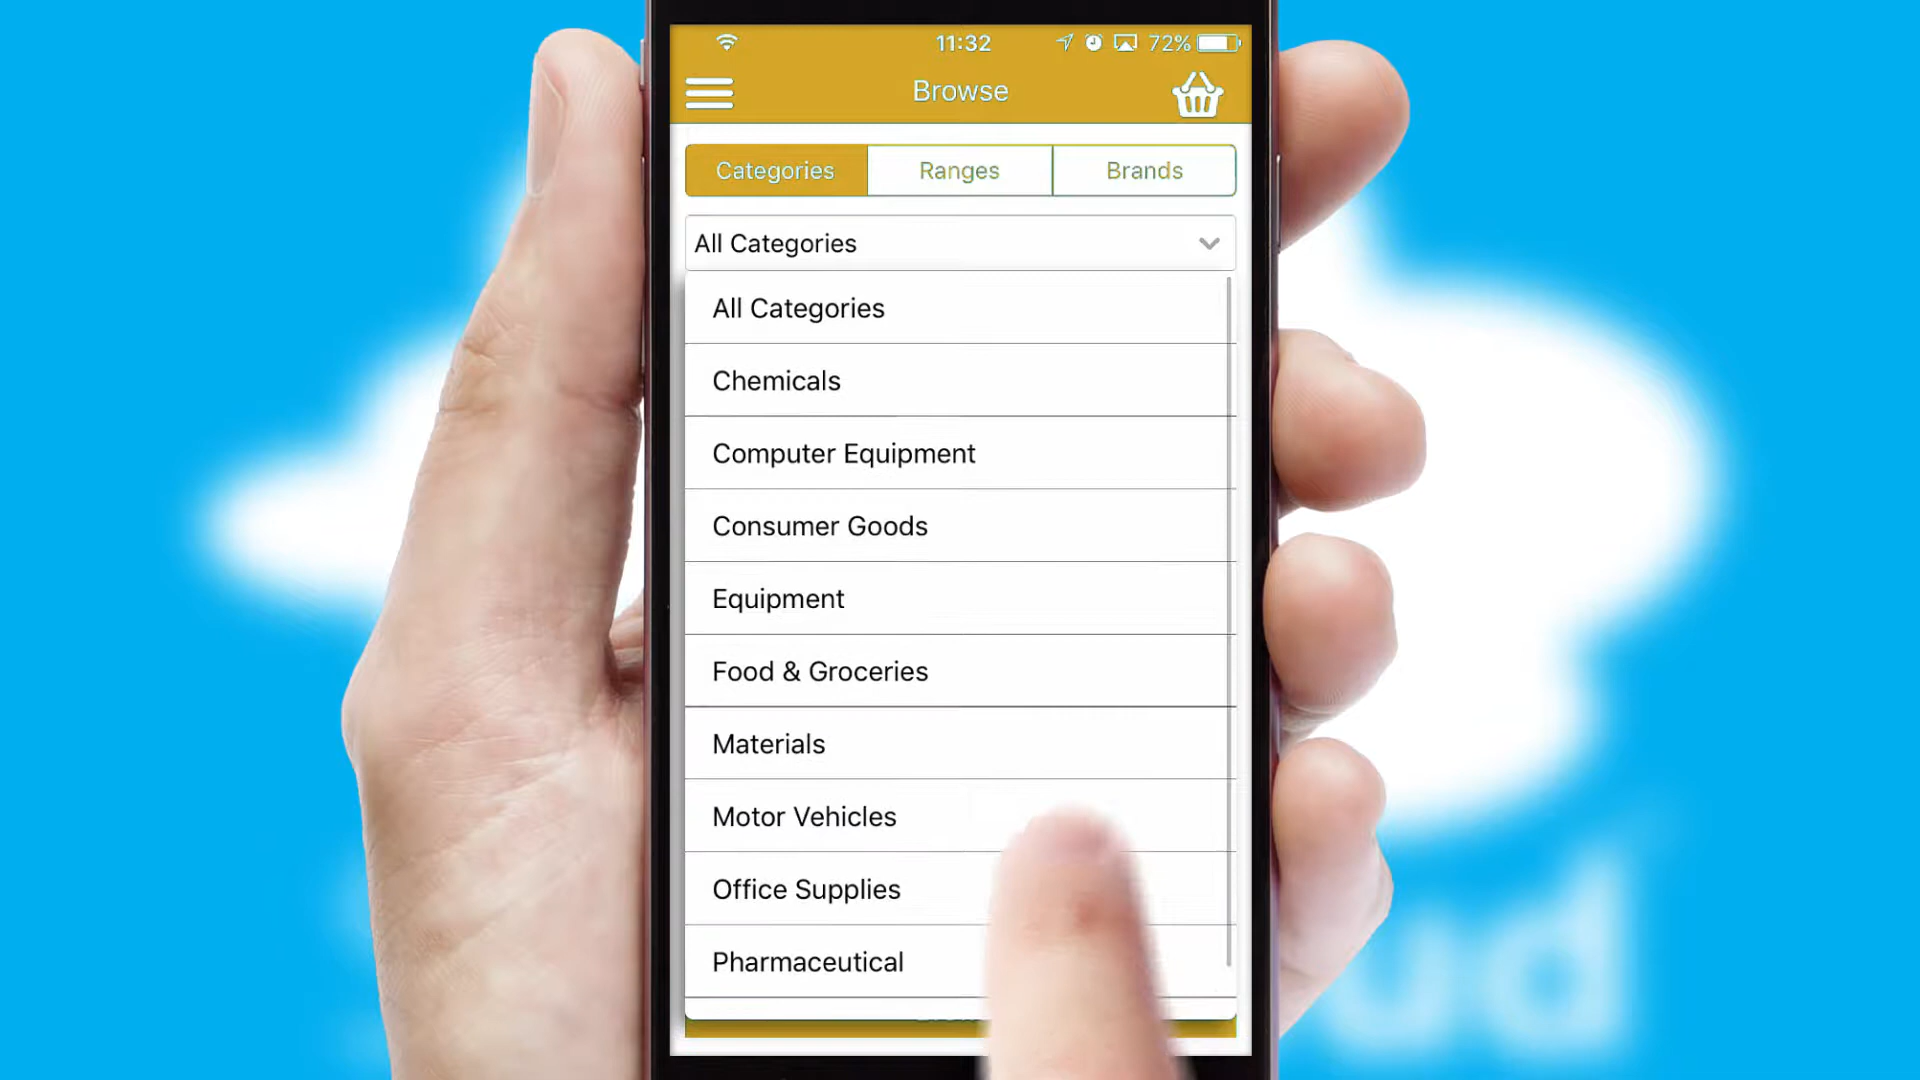 11:32
72%
Browse
Categories
Ranges
Brands
All Categories
All Categories
Chemicals
Computer Equipment
Consumer Goods
Equipment
Food & Groceries
Materials
Motor Vehicles
Office Supplies
Pharmaceutical